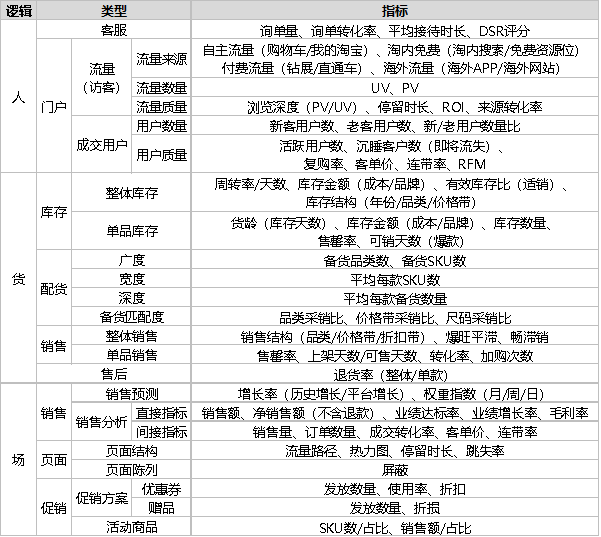 逻辑 类型 指标
人 客服 询单量、询单转化率、平均接待时长、DSR评分
门户 流量（访客） 流量来源 自主流量（购物车/我的淘宝）、淘内免费（淘内搜索/免费资源位）
付费流量（钻展/直通车）、海外流量（海外APP/海外网站）
流量数量 UV、PV
流量质量 浏览深度（PV/UV）、停留时长、ROI、来源转化率
成交用户 用户数量 新客用户数、老客用户数、新/老用户数量比
用户质量 活跃用户数、沉睡客户数（即将流失）、
复购率、客单价、连带率、RFM
货 库存 整体库存 周转率/天数、库存金额（成本/品牌）、有效库存比（适销）、
库存结构（年份/品类/价格带）
单品库存 货龄（库存天数）、库存金额（成本/品牌）、库存数量、
售罄率、可销天数（爆款）
配货 广度 备货品类数、备货SKU数
宽度 平均每款SKU数
深度 平均每款备货数量
备货匹配度 品类采销比、价格带采销比、尺码采销比
销售 整体销售 销售结构（品类/价格带/折扣带）、爆旺平滞、畅滞销
单品销售 售罄率、上架天数/可售天数、转化率、加购次数
售后 退货率（整体/单款）
场 销售 销售预测 增长率（历史增长/平台增长）、权重指数（月/周/日）
销售分析 直接指标 销售额、净销售额（不含退款）、业绩达标率、业绩增长率、毛利率
间接指标 销售量、订单数量、成交转化率、客单价、连带率
页面 页面结构 流量路径、热力图、停留时长、跳失率
页面陈列 屏蔽
促销 促销方案 优惠券 发放数量、使用率、折扣
赠品 发放数量、折损
活动商品 SKU数/占比、销售额/占比